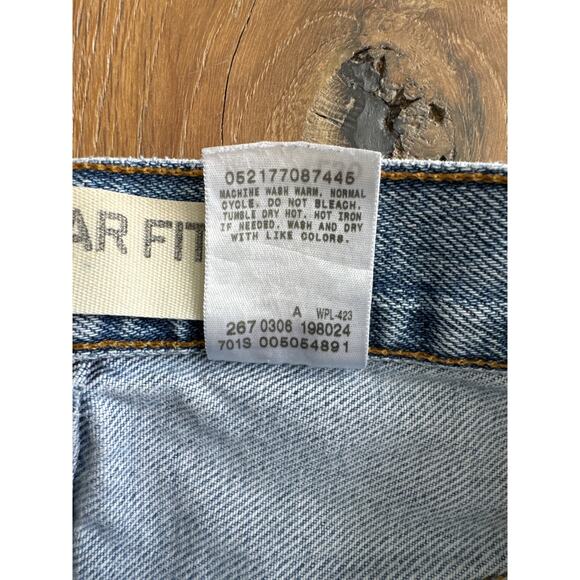 052177087445
MACHINE WASH WARM, NORMAL
CYCLE. DO NOT BLEACH.
TUMBLE DRY HOT. HOT IRON
IF NEEDED. WASH AND DRY
WITH LIKE COLORS.
AR FIT
A WPL-423
267 0306 198024
701S 005054891